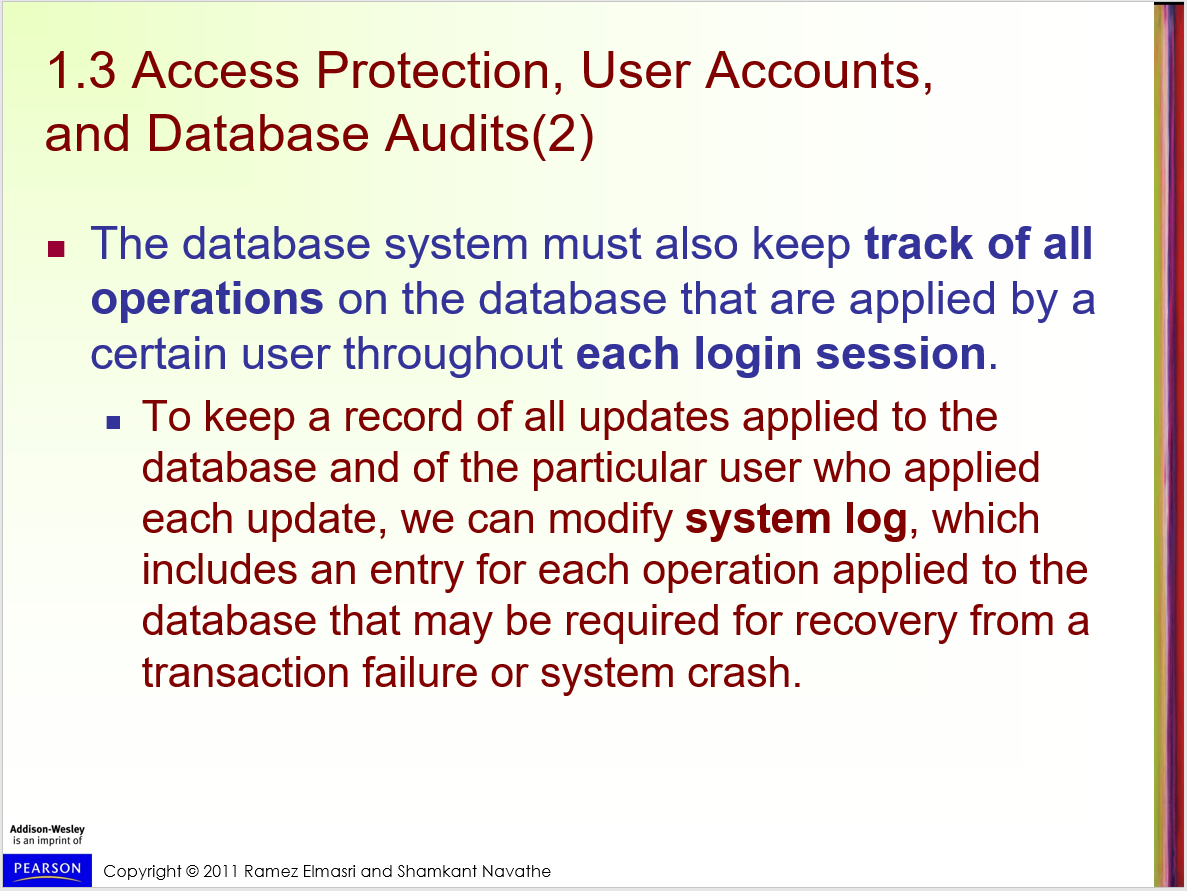 1.3 Access Protection, User Accounts,
and Database Audits(2)
The database system must also keep track of all
operations on the database that are applied by a
certain user throughout each login session.
To keep a record of all updates applied to the
database and of the particular user who applied
each update, we can modify system log, which
includes an entry for each operation applied to the
database that may be required for recovery from a
transaction failure or system crash.
Addison-Wesley
is an imprint of
PEARSON
Copyright © 2011 Ramez Elmasri and Shamkant Navathe